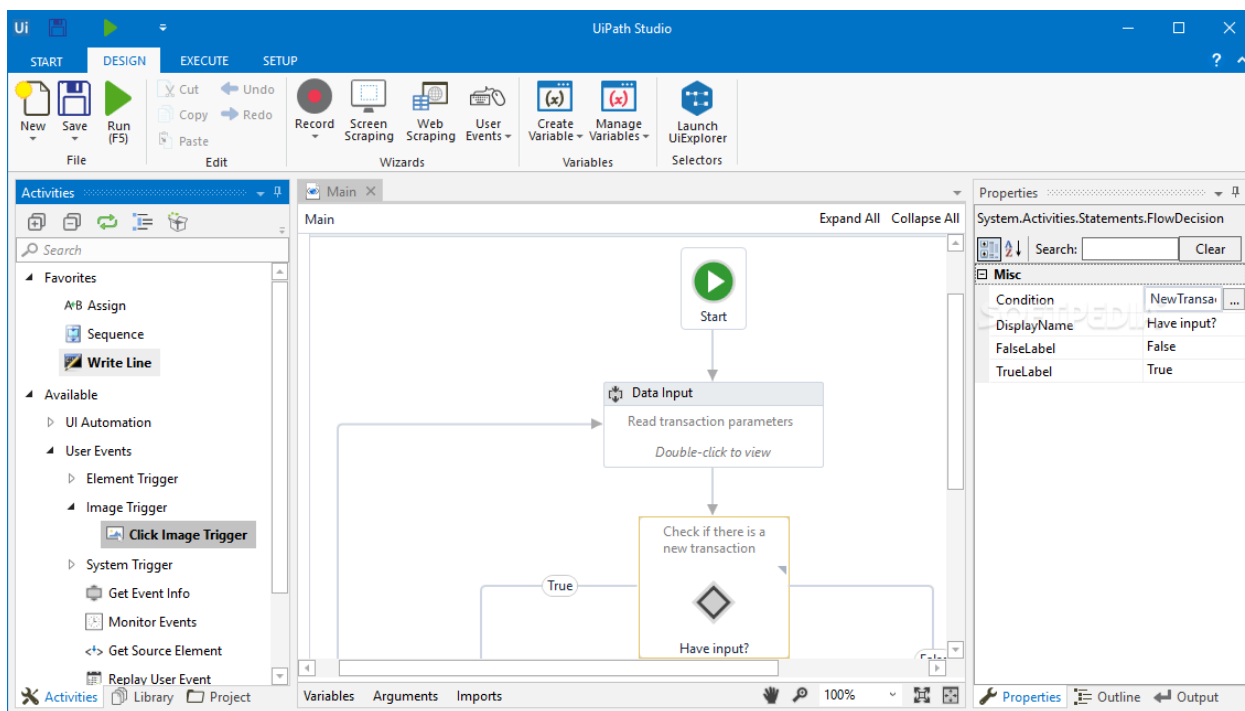 Ui
UiPath Studio
START DESIGN EXECUTE SETUP
?
New Save Run (F5)
Cut Undo
Copy Redo
Paste
Record Screen Scraping Web Scraping User Events
Create Variable Manage Variables
Launch UiExplorer
File Edit Wizards Variables Selectors
Activities
Search
Favorites
A+B Assign
Sequence
Write Line
Available
UI Automation
User Events
Element Trigger
Image Trigger
Click Image Trigger
System Trigger
Get Event Info
Monitor Events
Get Source Element
Replay User Event
Activities Library Project
Main
Main Expand All Collapse All
Start
Data Input
Read transaction parameters
Double-click to view
Check if there is a
new transaction
True
Have input?
Variables Arguments Imports 100%
Properties
System.Activities.Statements.FlowDecision
Search: Clear
Misc
Condition NewTransa ...
SOFTPEDIA
DisplayName Have input?
FalseLabel False
TrueLabel True
Properties Outline Output